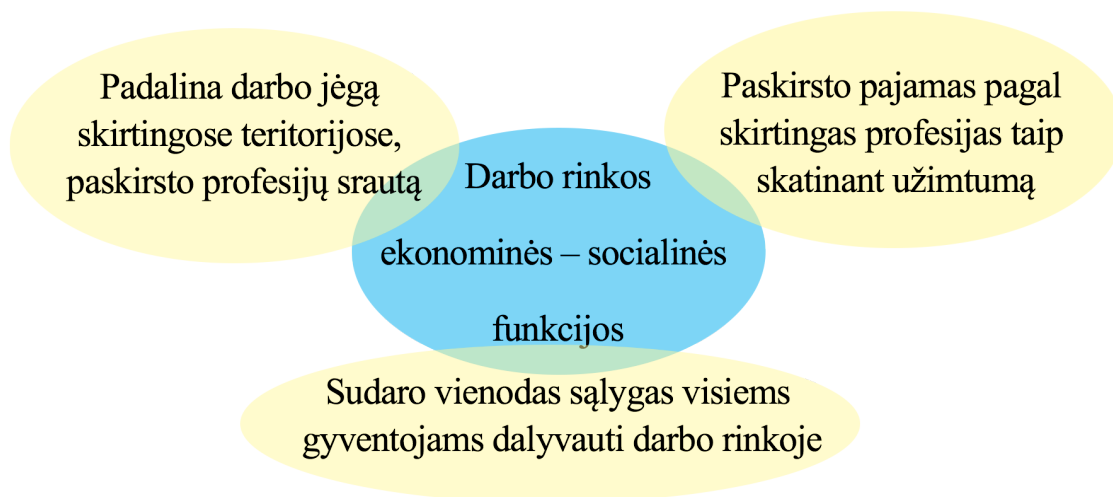 Padalina darbo jėgą
skirtingose teritorijose,
paskirsto profesijų srautą
Paskirsto pajamas pagal
skirtingas profesijas taip
skatinant užimtumą
Darbo rinkos
ekonominės – socialinės
funkcijos
Sudaro vienodas sąlygas visiems
gyventojams dalyvauti darbo rinkoje